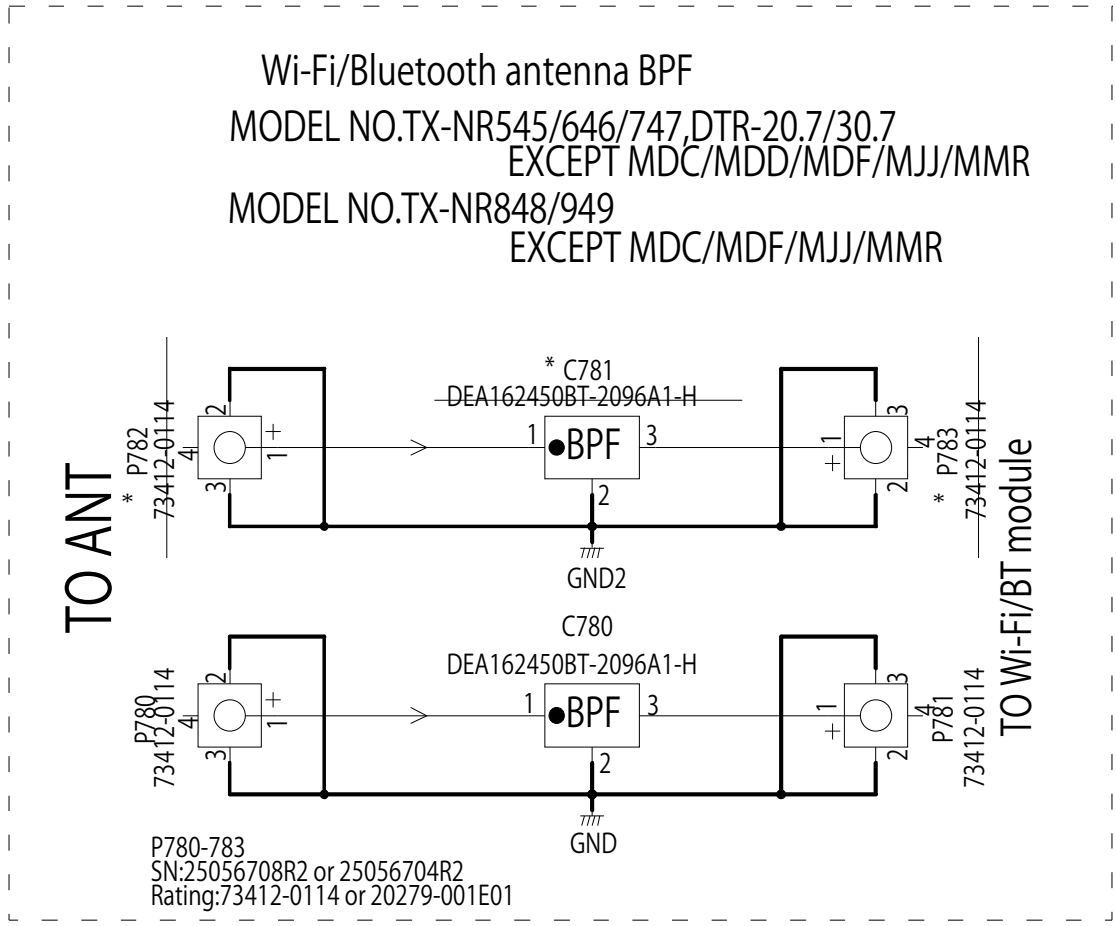 Wi-Fi/Bluetooth antenna BPF
MODEL NO.TX-NR545/646/747,DTR-20.7/30.7
EXCEPT MDC/MDD/MDF/MJJ/MMR
MODEL NO.TX-NR848/949
EXCEPT MDC/MDF/MJJ/MMR
TO ANT
* P782
73412-0114
4
2
3
1 +
* C781
DEA162450BT-2096A1-H
1
BPF
3
2
GND2
+ 1
3
2
4
* P783
73412-0114
TO Wi-Fi/BT module
P780
73412-0114
4
2
3
1 +
C780
DEA162450BT-2096A1-H
1
BPF
3
2
GND
+ 1
3
2
4
P781
73412-0114
P780-783
SN:25056708R2 or 25056704R2
Rating:73412-0114 or 20279-001E01